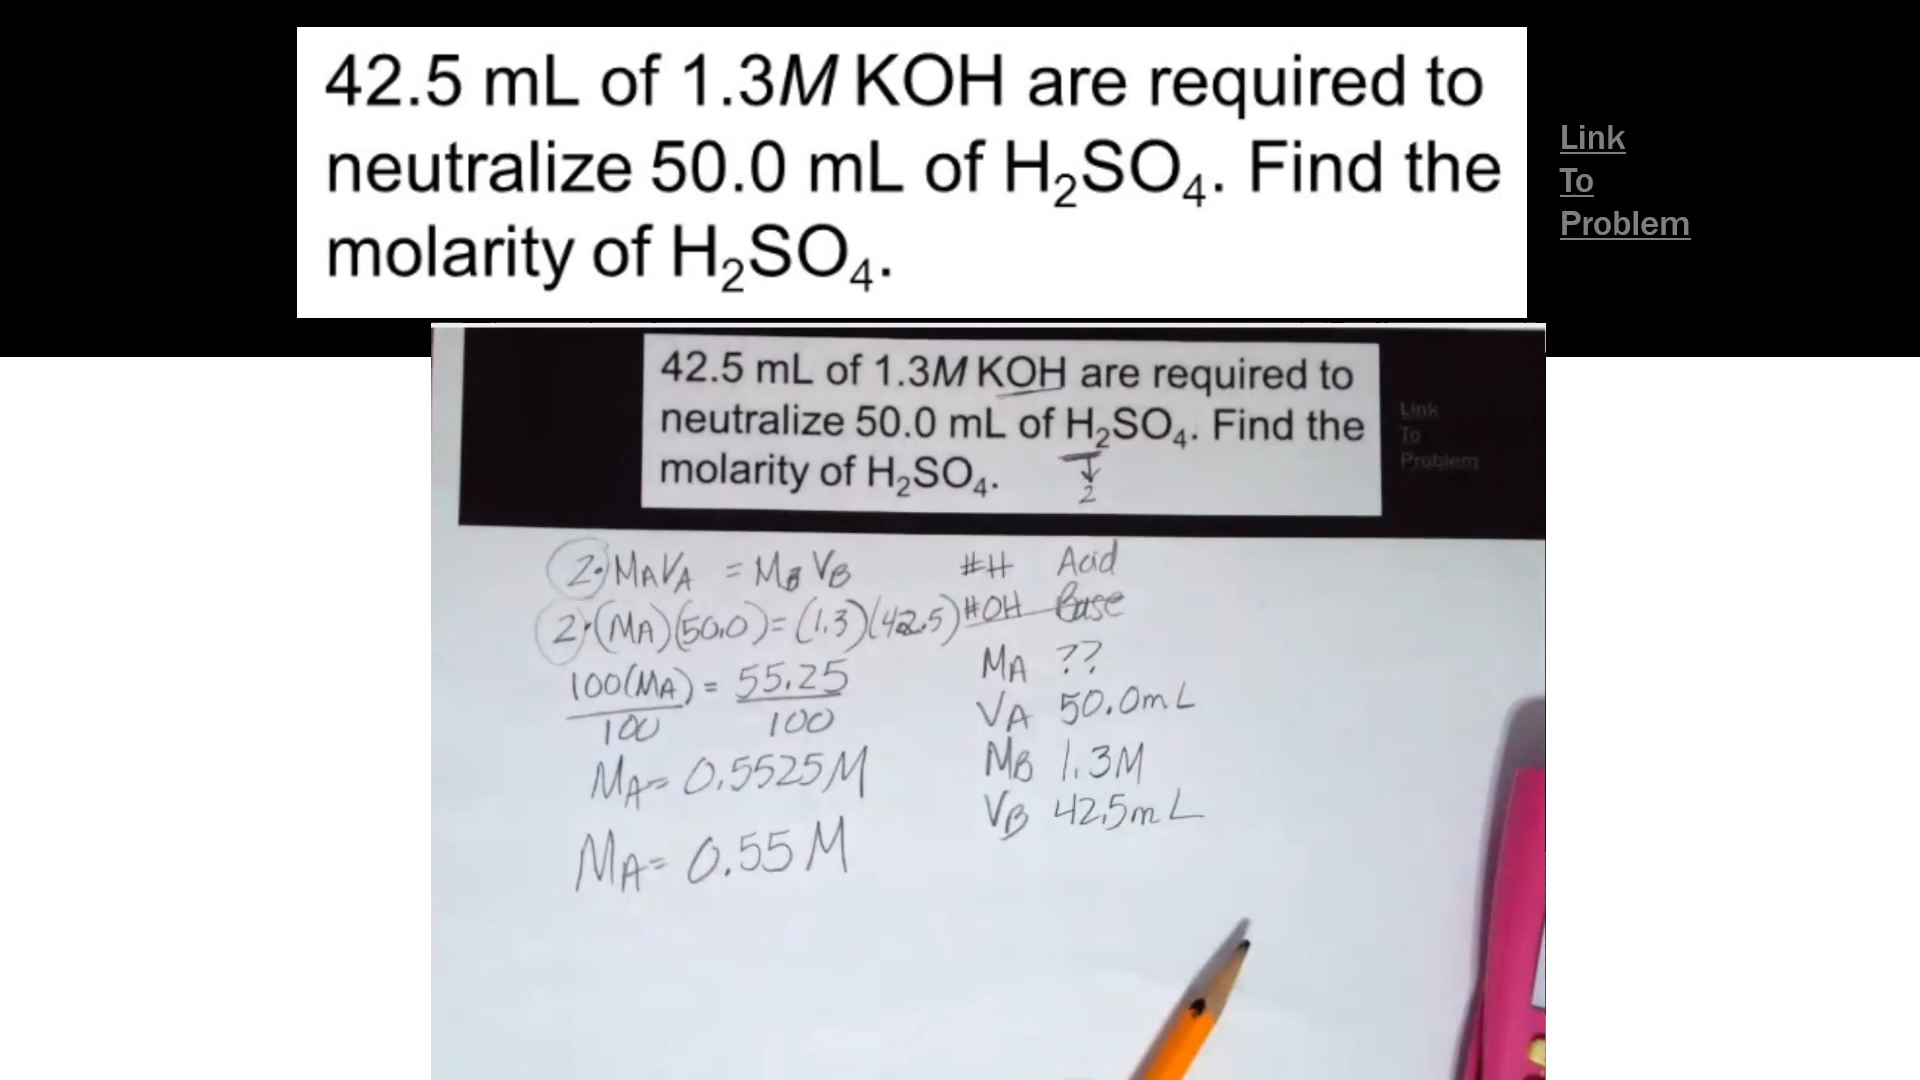 42.5 mL of 1.3M KOH are required to
neutralize 50.0 mL of H₂SO₄. Find the
molarity of H₂SO₄.
Link
To
Problem
42.5 mL of 1.3M KOH are required to
neutralize 50.0 mL of H₂SO₄. Find the
molarity of H₂SO₄.
2
Link
To
Problem
2·MAVA = MBVB
2·(MA)(50.0) = (1.3)(42.5)
100(MA) = 55.25
100 100
MA = 0.5525M
MA = 0.55M
#H Acid
#OH Base
MA ??
VA 50.0mL
MB 1.3M
VB 42.5mL